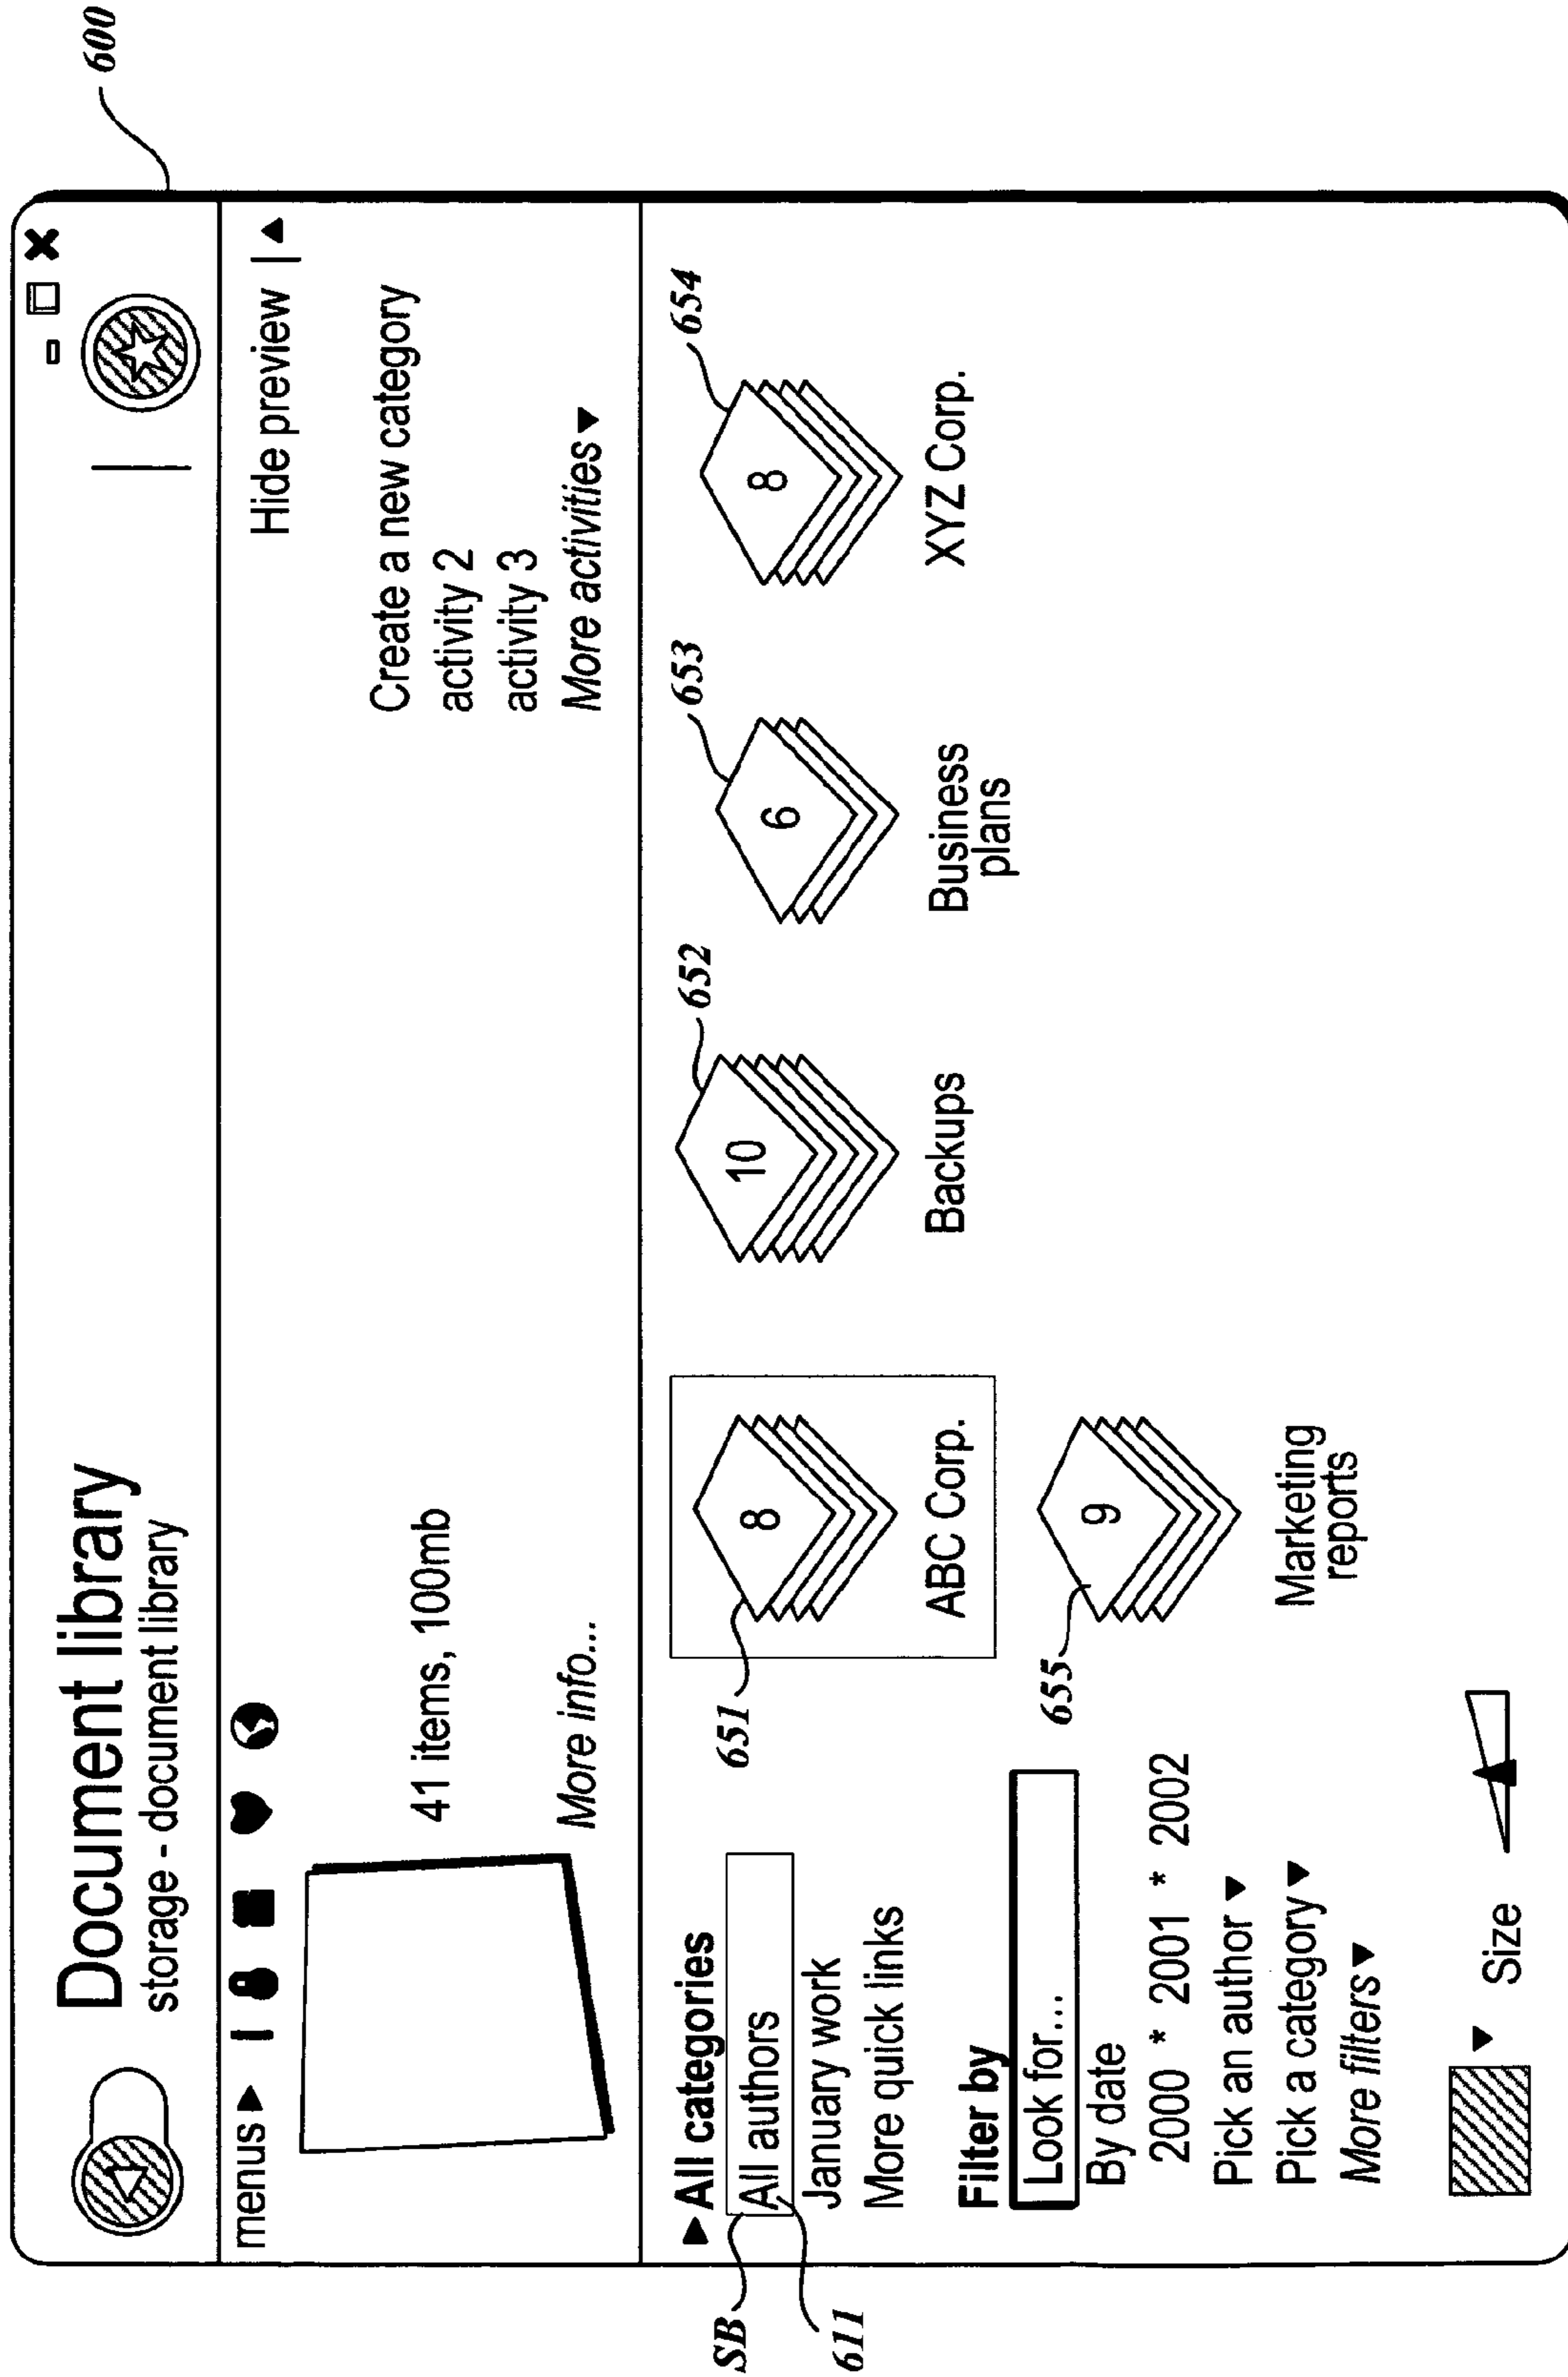 600
Document library
storage - document library
menus
Hide preview
41 items, 100mb
More info...
Create a new category
activity 2
activity 3
More activities
SB
611
All categories
All authors
January work
More quick links
Filter by
Look for...
By date
2000 * 2001 * 2002
Pick an author
Pick a category
More filters
Size
651
8
ABC Corp.
652
10
Backups
653
6
Business
plans
654
8
XYZ Corp.
655
9
Marketing
reports